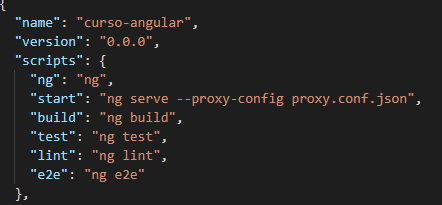 {
"name": "curso-angular",
"version": "0.0.0",
"scripts": {
"ng": "ng",
"start": "ng serve --proxy-config proxy.conf.json",
"build": "ng build",
"test": "ng test",
"lint": "ng lint",
"e2e": "ng e2e"
},